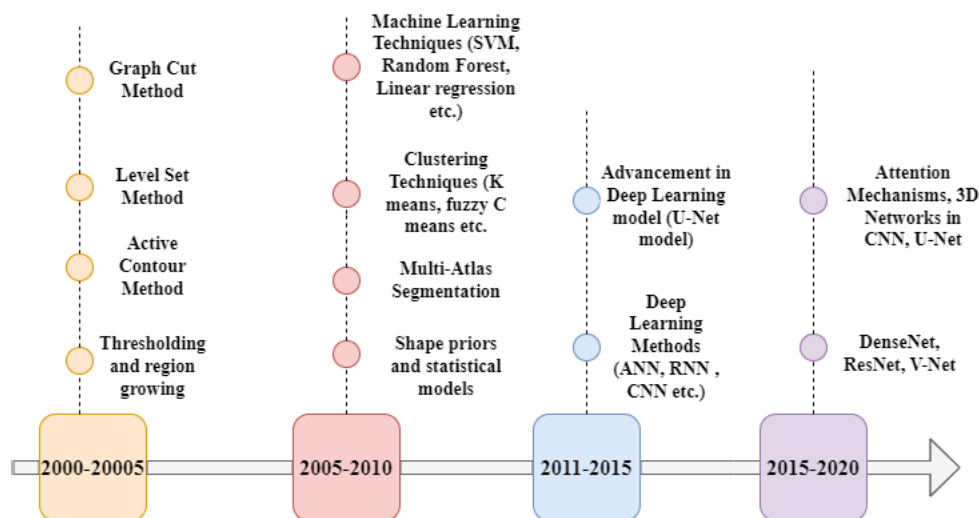 Graph Cut
Method
Level Set
Method
Active
Contour
Method
Thresholding
and region
growing
2000-20005
Machine Learning
Techniques (SVM,
Random Forest,
Linear regression
etc.)
Clustering
Techniques (K
means, fuzzy C
means etc.
Multi-Atlas
Segmentation
Shape priors
and statistical
models
2005-2010
Advancement in
Deep Learning
model (U-Net
model)
Deep
Learning
Methods
(ANN, RNN ,
CNN etc.)
2011-2015
Attention
Mechanisms, 3D
Networks in
CNN, U-Net
DenseNet,
ResNet, V-Net
2015-2020